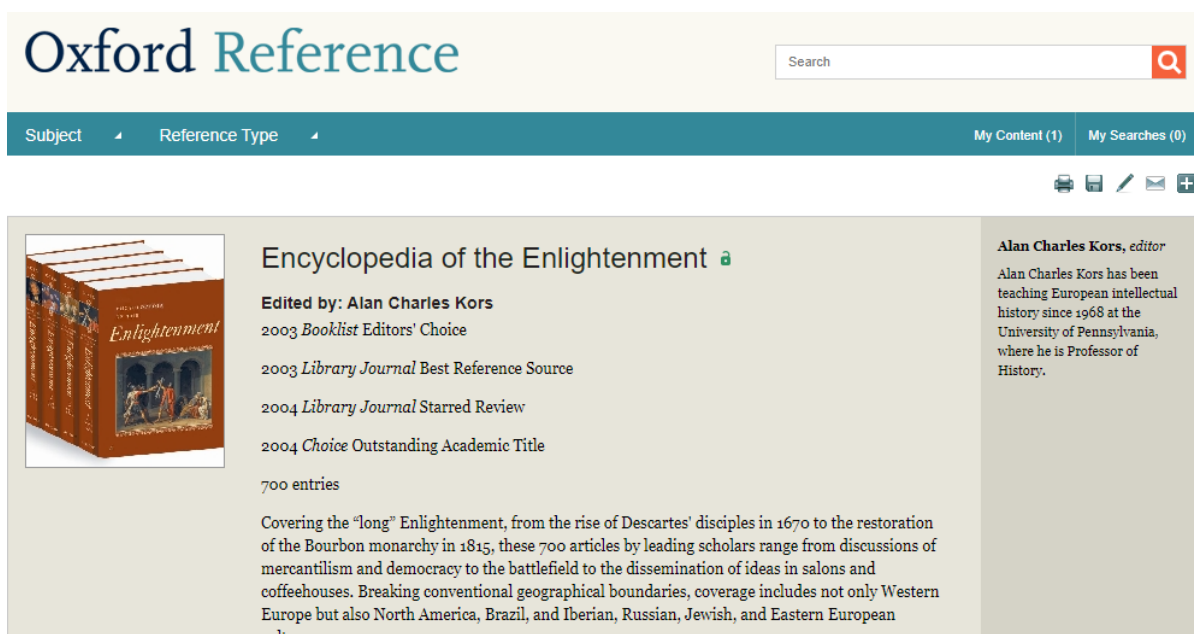 Oxford Reference
Search
Subject
Reference Type
My Content (1)
My Searches (0)
Enlightenment
Encyclopedia of the Enlightenment
Edited by: Alan Charles Kors
2003 Booklist Editors' Choice
2003 Library Journal Best Reference Source
2004 Library Journal Starred Review
2004 Choice Outstanding Academic Title
700 entries
Covering the “long” Enlightenment, from the rise of Descartes' disciples in 1670 to the restoration
of the Bourbon monarchy in 1815, these 700 articles by leading scholars range from discussions of
mercantilism and democracy to the battlefield to the dissemination of ideas in salons and
coffeehouses. Breaking conventional geographical boundaries, coverage includes not only Western
Europe but also North America, Brazil, and Iberian, Russian, Jewish, and Eastern European
Alan Charles Kors, editor
Alan Charles Kors has been
teaching European intellectual
history since 1968 at the
University of Pennsylvania,
where he is Professor of
History.